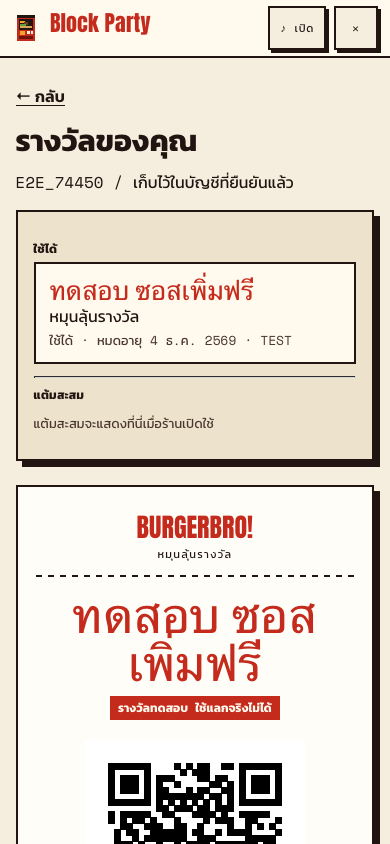 Block Party
♪ เปิด
×
← กลับ
รางวัลของคุณ
E2E_74450 / เก็บไว้ในบัญชีที่ยืนยันแล้ว
ใช้ได้
ทดสอบ ซอสเพิ่มฟรี
หมุนลุ้นรางวัล
ใช้ได้ · หมดอายุ 4 ธ.ค. 2569 · TEST
แต้มสะสม
แต้มสะสมจะแสดงที่นี่เมื่อร้านเปิดใช้
BURGERBRO!
หมุนลุ้นรางวัล
ทดสอบ ซอส
เพิ่มฟรี
รางวัลทดสอบ ใช้แลกจริงไม่ได้